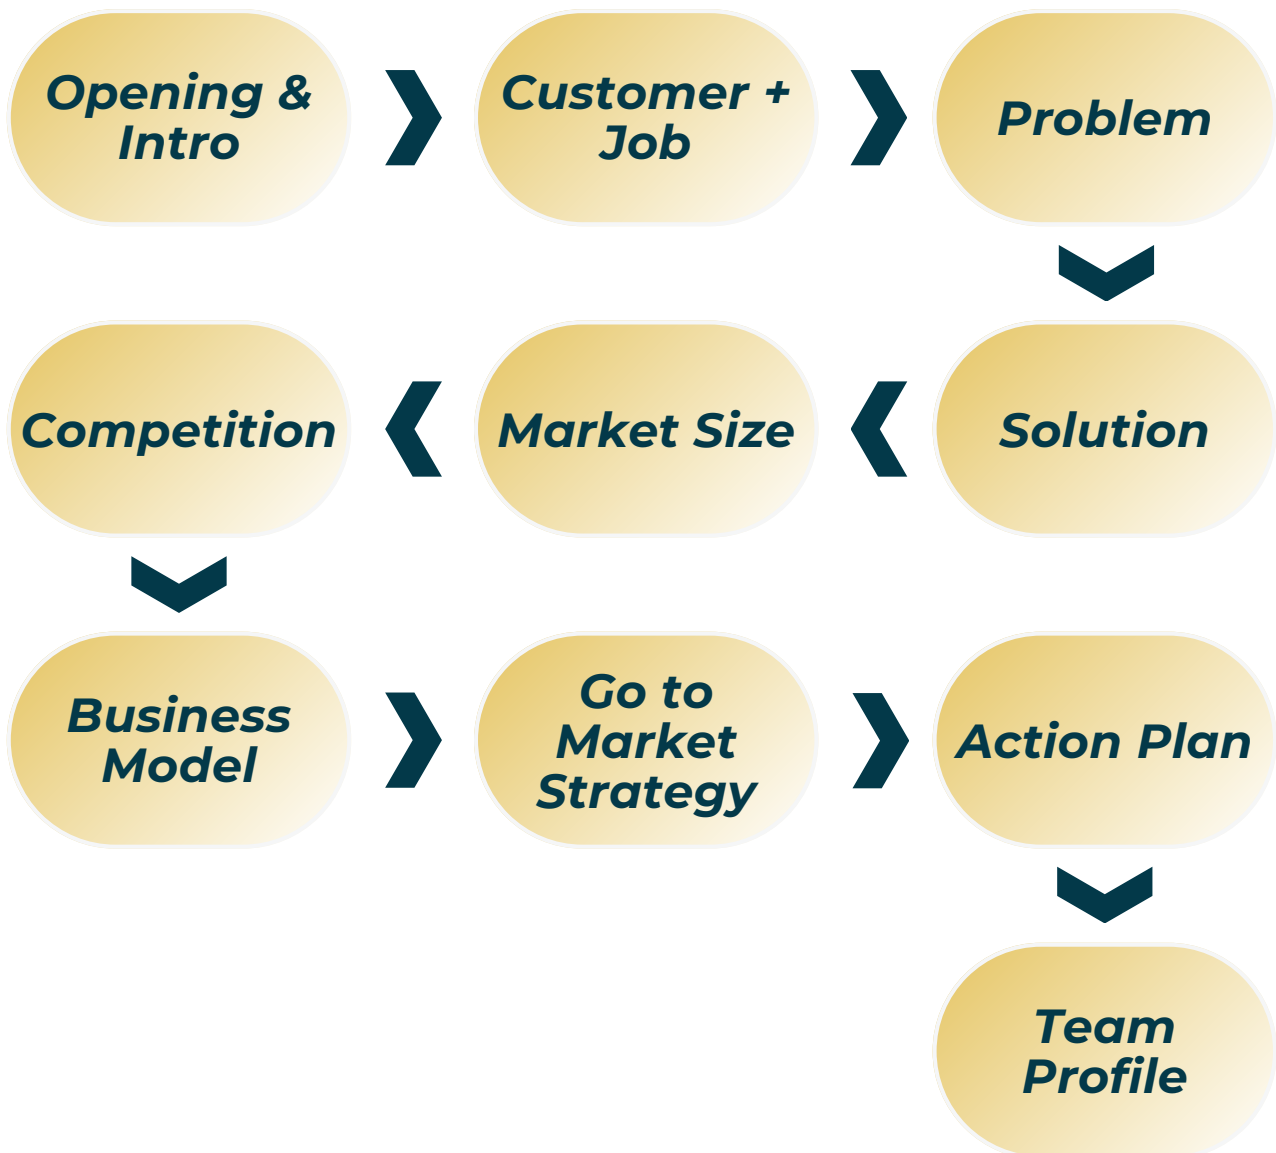 Opening &
Intro
Customer +
Job
Problem
Competition
Market Size
Solution
Business
Model
Go to
Market
Strategy
Action Plan
Team
Profile